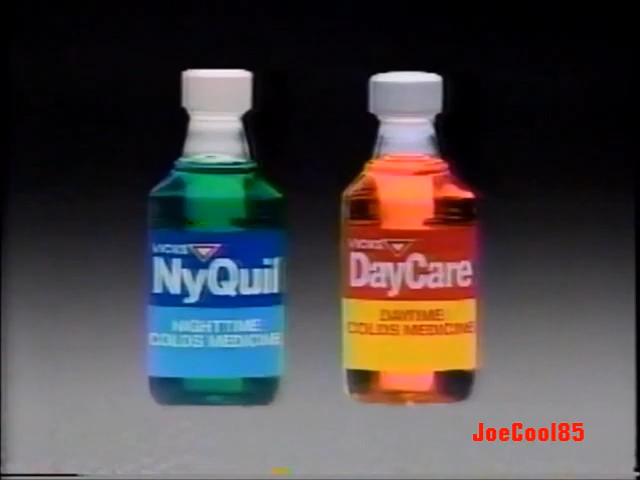 VICKS
NyQuil
NIGHTTIME
COLDS MEDICINE
VICKS
DayCare
DAYTIME
COLDS MEDICINE
JoeCool85